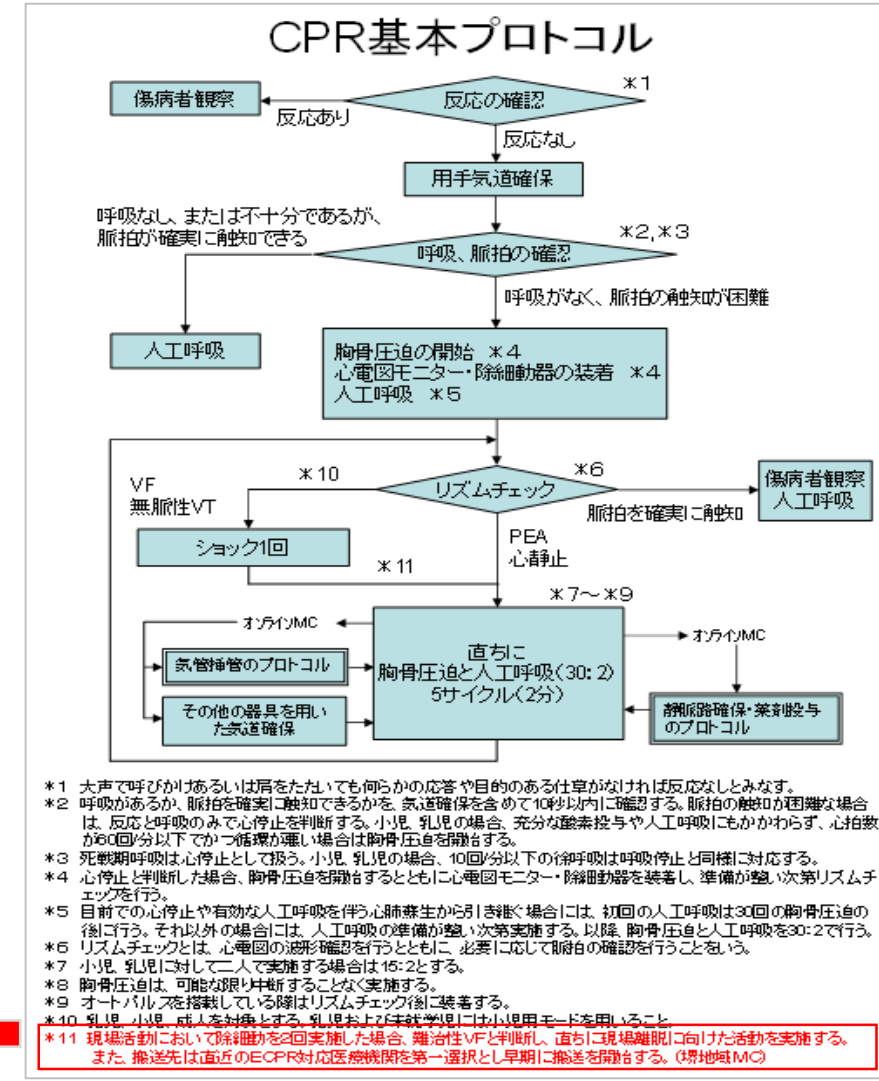 CPR基本プロトコル
傷病者観察
反応の確認
*1
反応あり
反応なし
用手気道確保
呼吸なし、または不十分であるが、
脈拍が確実に触知できる
呼吸、脈拍の確認
*2,*3
呼吸がなく、脈拍の触知が困難
人工呼吸
胸骨圧迫の開始 *4
心電図モニター・除細動器の装着 *4
人工呼吸 *5
VF
無脈性VT
*10
リズムチェック
*6
脈拍を確実に触知
傷病者観察
人工呼吸
ショック1回
PEA
心静止
*11
*7~*9
オンラインMC
気管挿管のプロトコル
その他の器具を用い
た気道確保
直ちに
胸骨圧迫と人工呼吸(30:2)
5サイクル(2分)
オンラインMC
静脈路確保・薬剤投与
のプロトコル
*1 大声で呼びかけあるいは肩をたたいても何らかの応答や目的のある仕草がなければ反応なしとみなす。
*2 呼吸があるか、脈拍を確実に触知できるかを、気道確保を含めて10秒以内に確認する。脈拍の触知が困難な場合
は、反応と呼吸のみで心停止を判断する。小児、乳児の場合、充分な酸素投与や人工呼吸にもかかわらず、心拍数
が60回/分以下でかつ循環が悪い場合は胸骨圧迫を開始する。
*3 死戦期呼吸は心停止として扱う。小児、乳児の場合、10回/分以下の徐呼吸は呼吸停止と同様に対応する。
*4 心停止と判断した場合、胸骨圧迫を開始するとともに心電図モニター・除細動器を装着し、準備が整い次第リズムチ
ェックを行う。
*5 目前での心停止や有効な人工呼吸を伴う心肺蘇生から引き継ぐ場合には、初回の人工呼吸は30回の胸骨圧迫の
後に行う。それ以外の場合には、人工呼吸の準備が整い次第実施する。以降、胸骨圧迫と人工呼吸を30:2で行う。
*6 リズムチェックとは、心電図の波形確認を行うとともに、必要に応じて脈拍の確認を行うことをいう。
*7 小児、乳児に対して二人で実施する場合は15:2とする。
*8 胸骨圧迫は、可能な限り中断することなく実施する。
*9 オートパルスを搭載している隊はリズムチェック後に装着する。
*10 乳児、小児、成人を対象とする。乳児および未就学児には小児用モードを用いること
*11 現場活動において除細動を2回実施した場合、難治性VFと判断し、直ちに現場離脱に向けた活動を実施する。
また、搬送先は直近のECPR対応医療機関を第一選択とし早期に搬送を開始する。(堺地域MC)